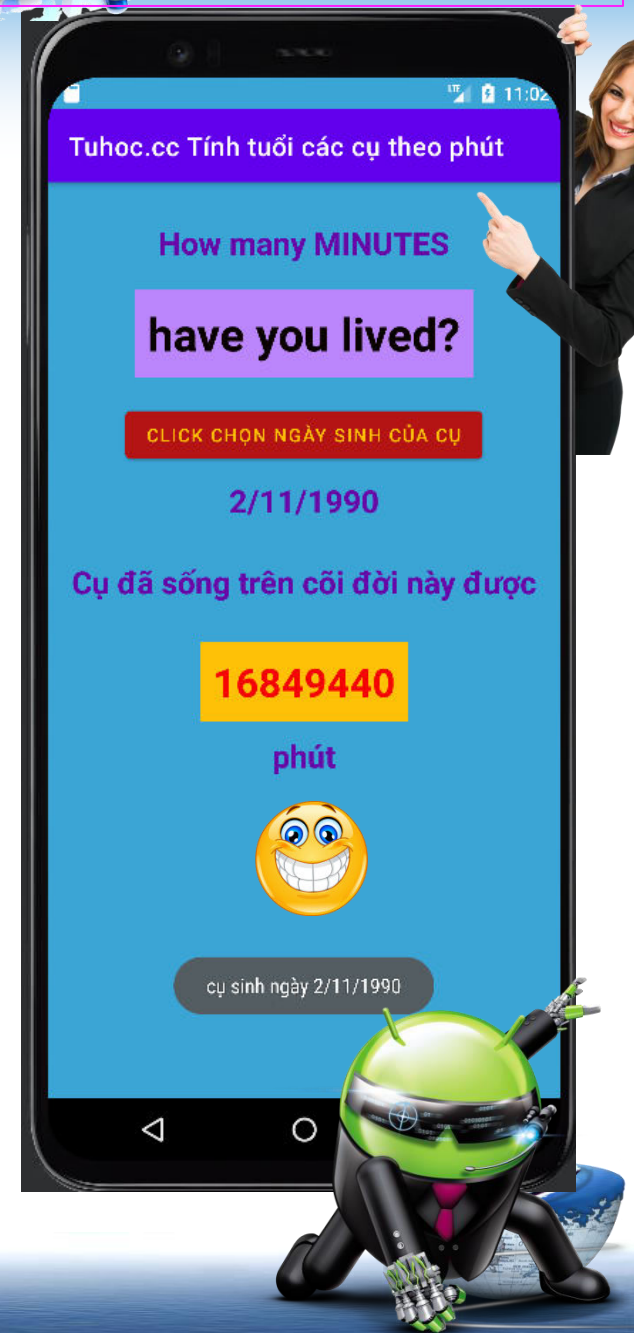 LTE 11:02
Tuhoc.cc Tính tuổi các cụ theo phút
How many MINUTES
have you lived?
CLICK CHỌN NGÀY SINH CỦA CỤ
2/11/1990
Cụ đã sống trên cõi đời này được
16849440
phút
cụ sinh ngày 2/11/1990